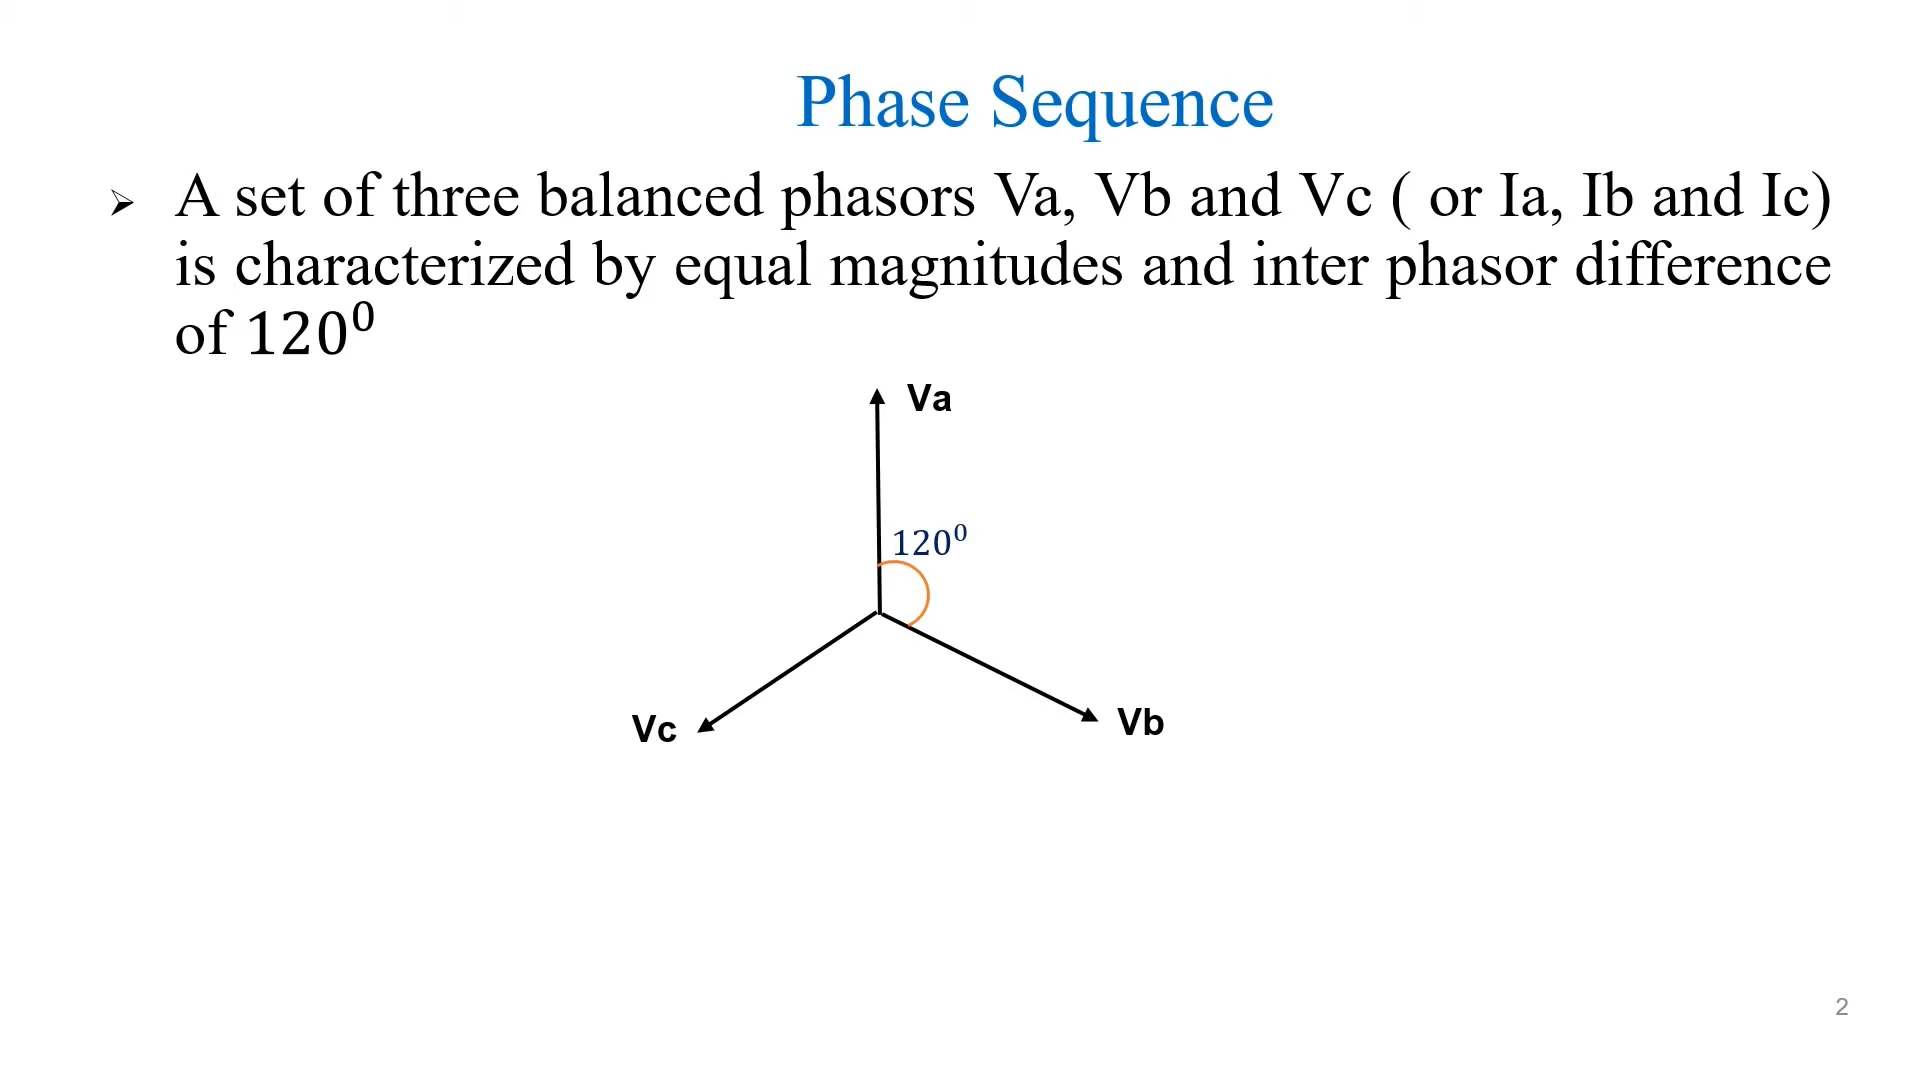 Phase Sequence
➢ A set of three balanced phasors Va, Vb and Vc ( or Ia, Ib and Ic)
is characterized by equal magnitudes and inter phasor difference
of 120⁰
Va
120⁰
Vc
Vb
2